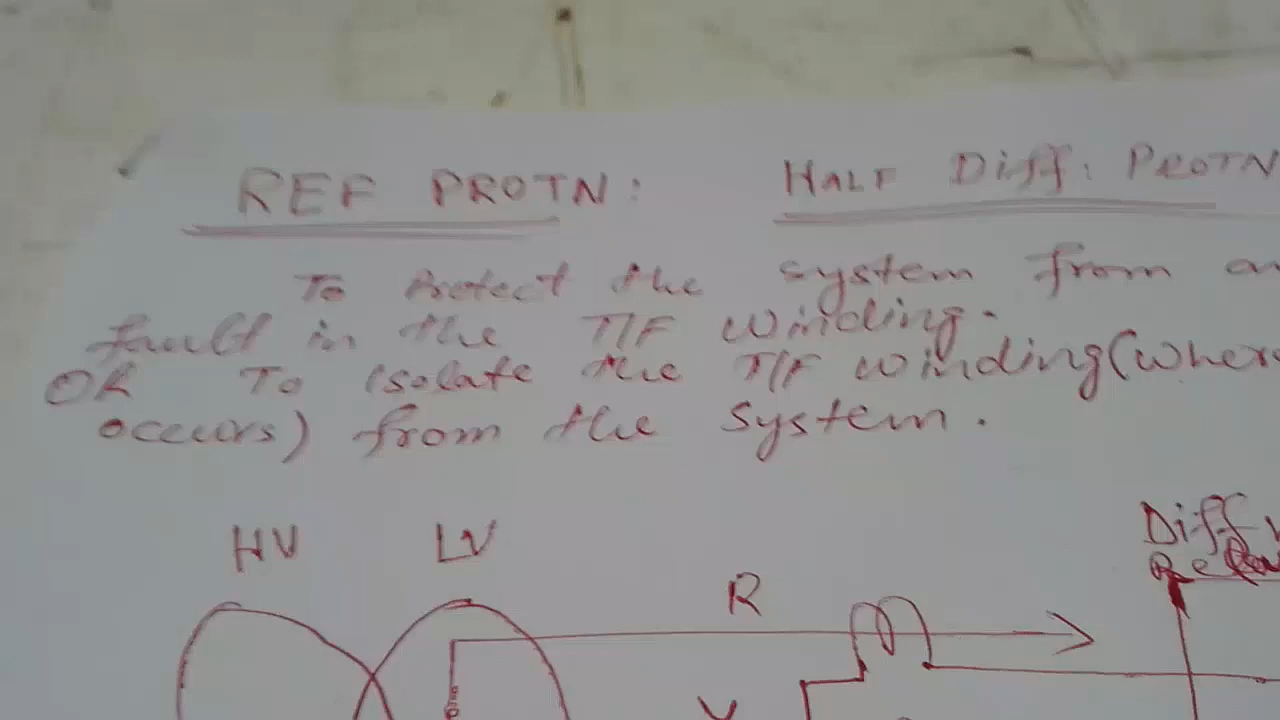 REF PROTN: HALF Diff: PROTN
To Protect the system from an
fault in the T/F winding.
OR To isolate the T/F winding (where
occurs) from the system.
HV LV
Diff
R Relay
Y